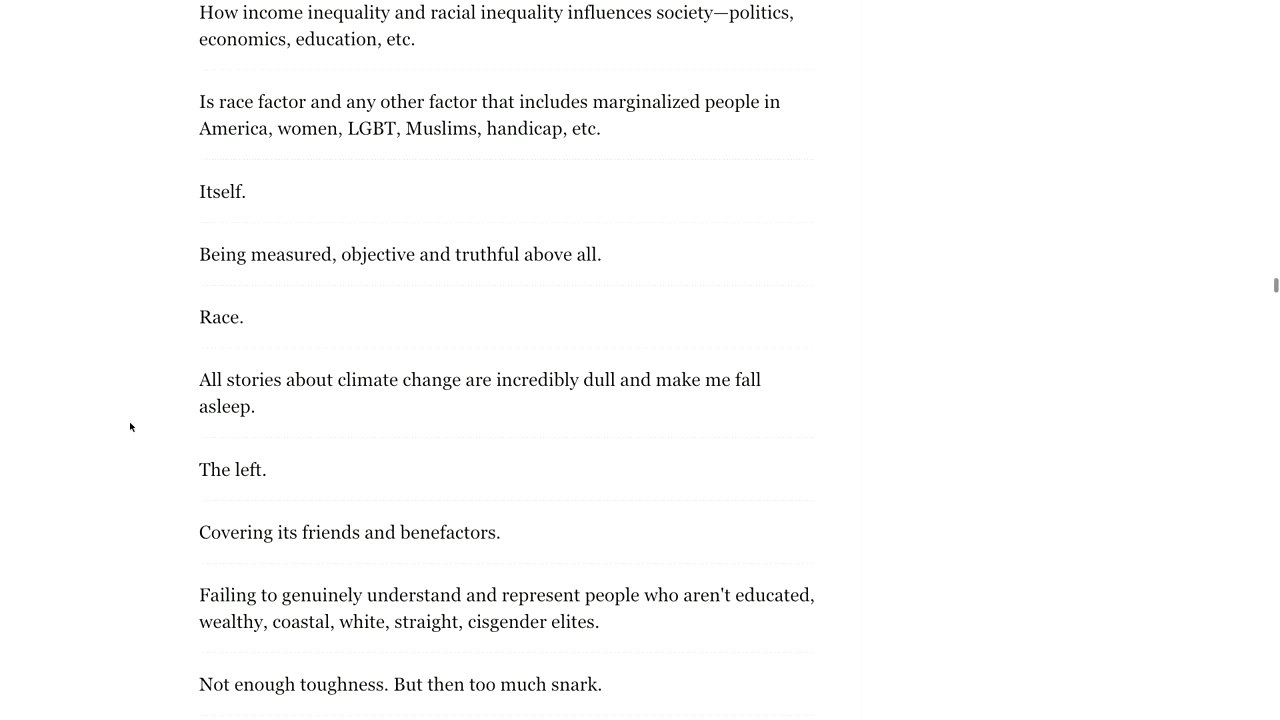 How income inequality and racial inequality influences society—politics,
economics, education, etc.
Is race factor and any other factor that includes marginalized people in
America, women, LGBT, Muslims, handicap, etc.
Itself.
Being measured, objective and truthful above all.
Race.
All stories about climate change are incredibly dull and make me fall
asleep.
The left.
Covering its friends and benefactors.
Failing to genuinely understand and represent people who aren't educated,
wealthy, coastal, white, straight, cisgender elites.
Not enough toughness. But then too much snark.